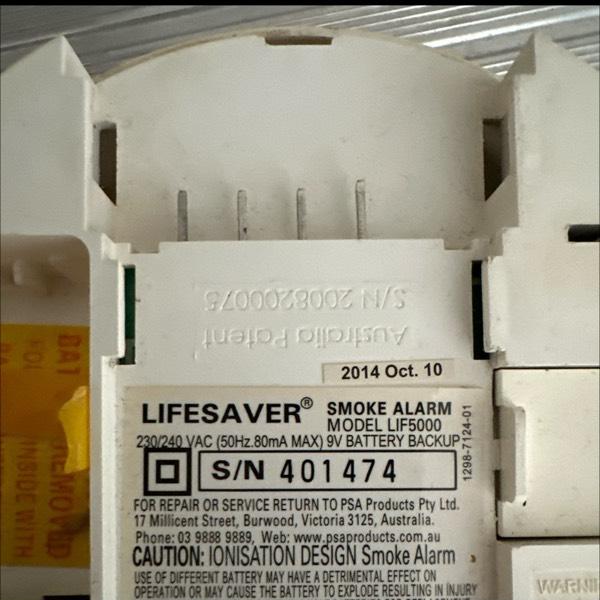 S/N 2008200075
Australia Patent
2014 Oct. 10
LIFESAVER® SMOKE ALARM
MODEL LIF5000
230/240 VAC (50Hz.80mA MAX) 9V BATTERY BACKUP
S/N 401474
1298-7124-01
FOR REPAIR OR SERVICE RETURN TO PSA Products Pty Ltd.
17 Millicent Street, Burwood, Victoria 3125, Australia.
Phone: 03 9888 9889, Web: www.psaproducts.com.au
CAUTION: IONISATION DESIGN Smoke Alarm
USE OF DIFFERENT BATTERY MAY HAVE A DETRIMENTAL EFFECT ON
OPERATION OR MAY CAUSE THE BATTERY TO EXPLODE RESULTING IN INJURY
BAT
REMOVED
INSIDE WITH
WARNI